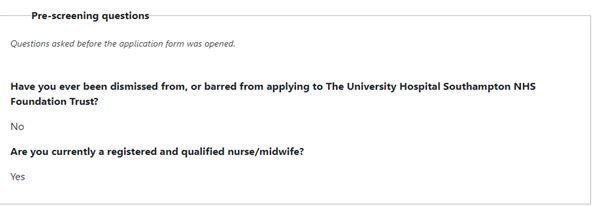 Pre-screening questions
Questions asked before the application form was opened.
Have you ever been dismissed from, or barred from applying to The University Hospital Southampton NHS
Foundation Trust?
No
Are you currently a registered and qualified nurse/midwife?
Yes